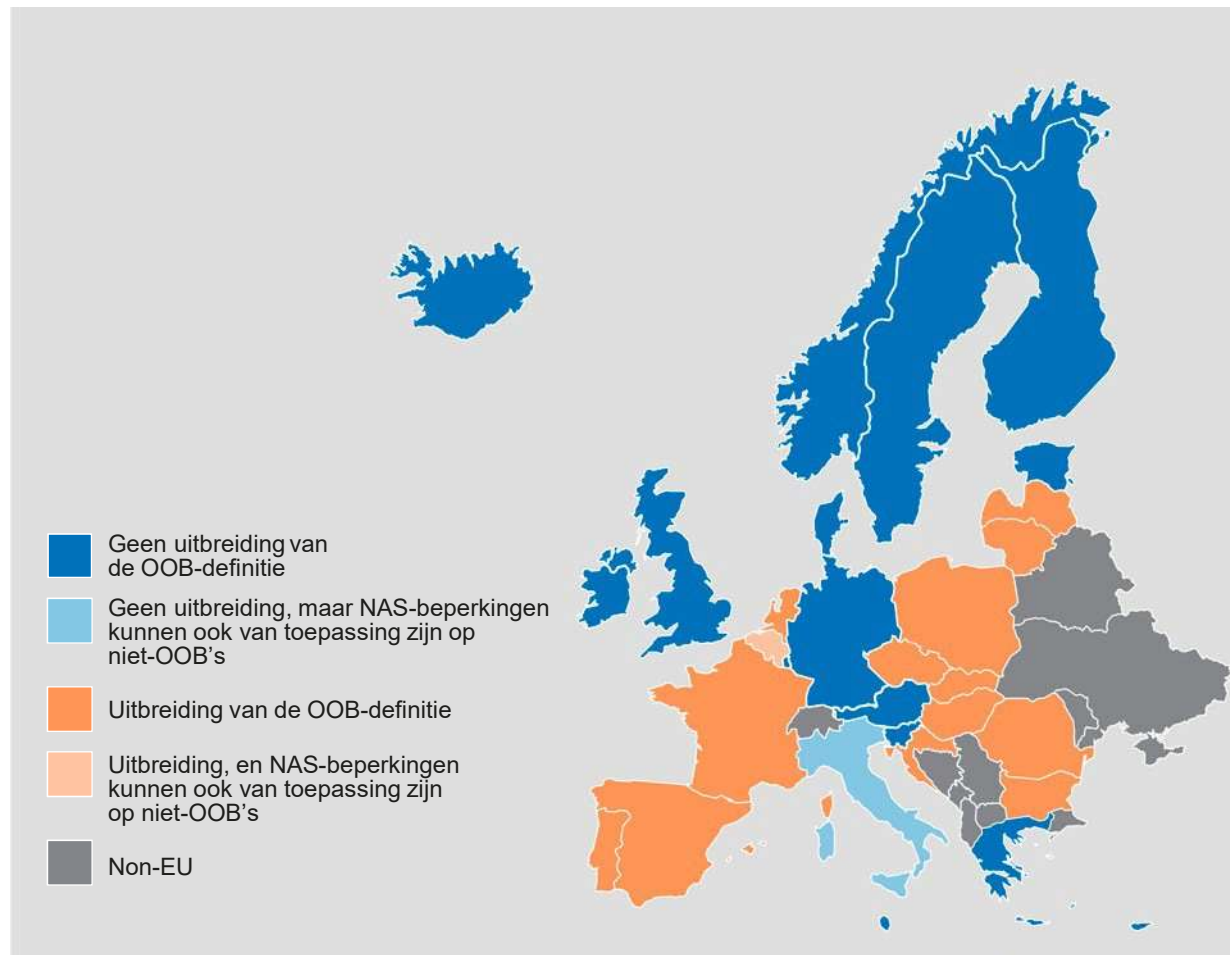 Geen uitbreiding van
de OOB-definitie
Geen uitbreiding, maar NAS-beperkingen
kunnen ook van toepassing zijn op
niet-OOB’s
Uitbreiding van de OOB-definitie
Uitbreiding, en NAS-beperkingen
kunnen ook van toepassing zijn
op niet-OOB’s
Non-EU